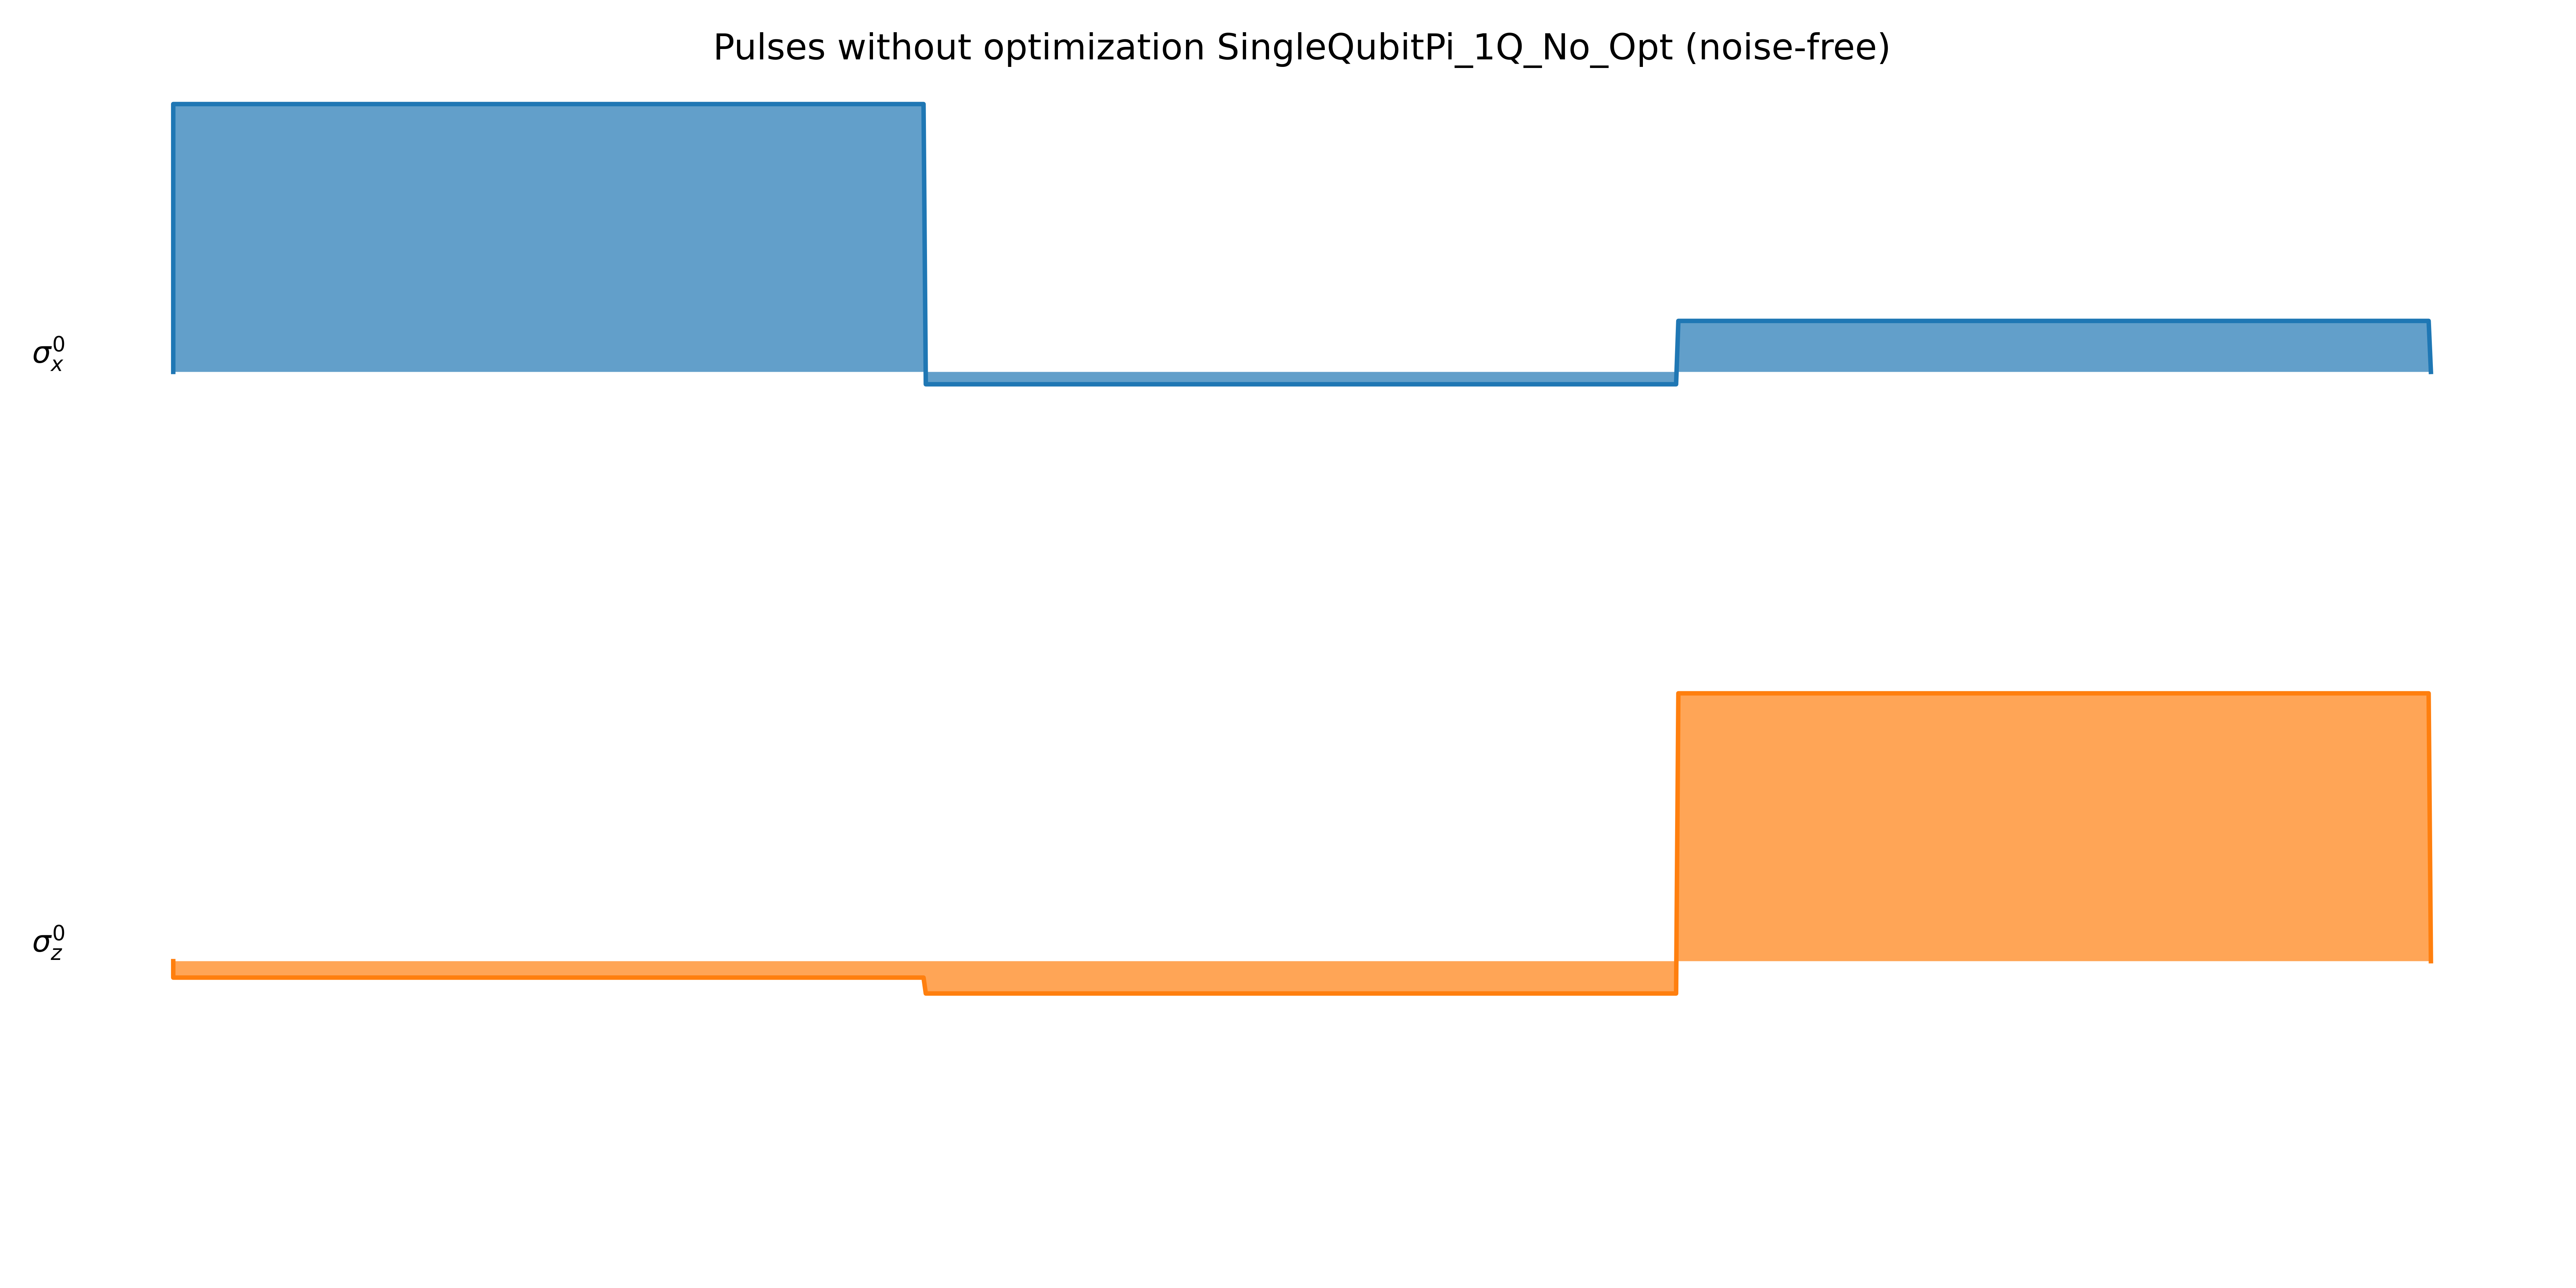 Pulses without optimization SingleQubitPi_1Q_No_Opt (noise-free)
σ_x^0
σ_z^0